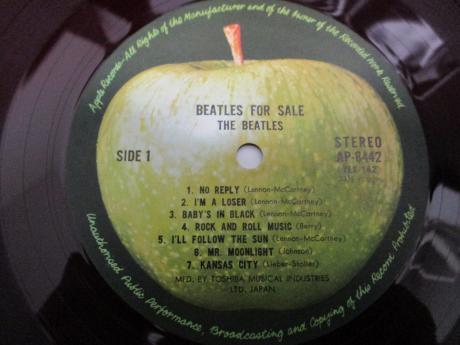 Apple Records-All Rights of the Manufacturer and of the Owner of the Recorded Work Reserved
BEATLES FOR SALE
THE BEATLES
SIDE 1
STEREO
AP-8442
1. NO REPLY (Lennon-McCartney)
2. I'M A LOSER (Lennon-McCartney)
3. BABY'S IN BLACK (Lennon-McCartney)
4. ROCK AND ROLL MUSIC (Berry)
5. I'LL FOLLOW THE SUN (Lennon-McCartney)
6. MR. MOONLIGHT (Johnson)
7. KANSAS CITY (Lieber-Stoller)
MFD. BY TOSHIBA MUSICAL INDUSTRIES
LTD. JAPAN
Unauthorized Public Performance, Broadcasting and Copying of this Record Prohibited